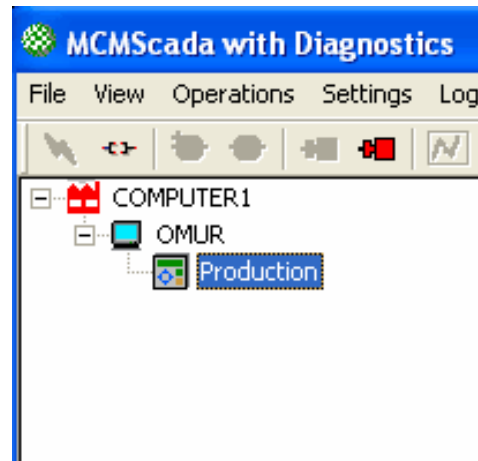 MCMScada with Diagnostics
File View Operations Settings Log
COMPUTER1
OMUR
Production